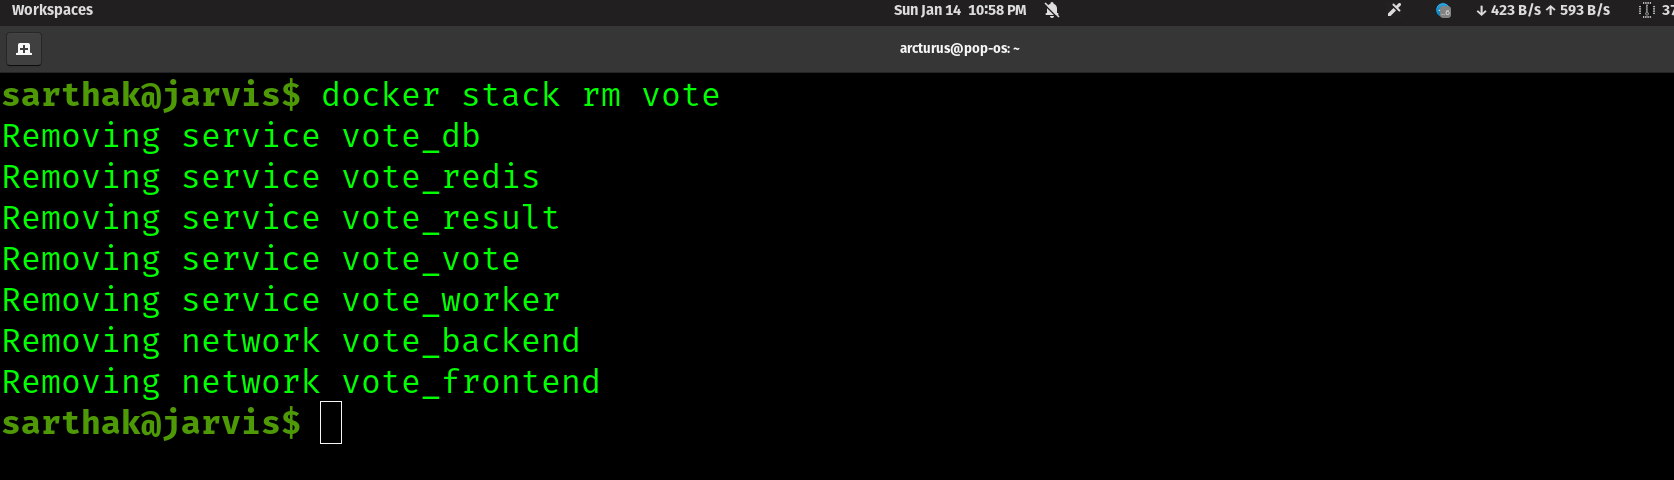 Workspaces Sun Jan 14 10:58 PM ↓ 423 B/s ↑ 593 B/s
arcturus@pop-os: ~
sarthak@jarvis$ docker stack rm vote
Removing service vote_db
Removing service vote_redis
Removing service vote_result
Removing service vote_vote
Removing service vote_worker
Removing network vote_backend
Removing network vote_frontend
sarthak@jarvis$